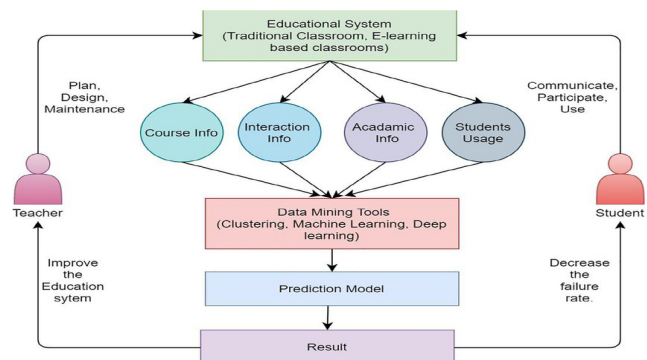 Educational System
(Traditional Classroom, E-learning
based classrooms)
Plan,
Design,
Maintenance
Communicate,
Participate,
Use
Course Info
Interaction
Info
Acadamic
Info
Students
Usage
Teacher
Student
Data Mining Tools
(Clustering, Machine Learning, Deep
learning)
Improve
the
Education
sytem
Decrease
the
failure
rate.
Prediction Model
Result